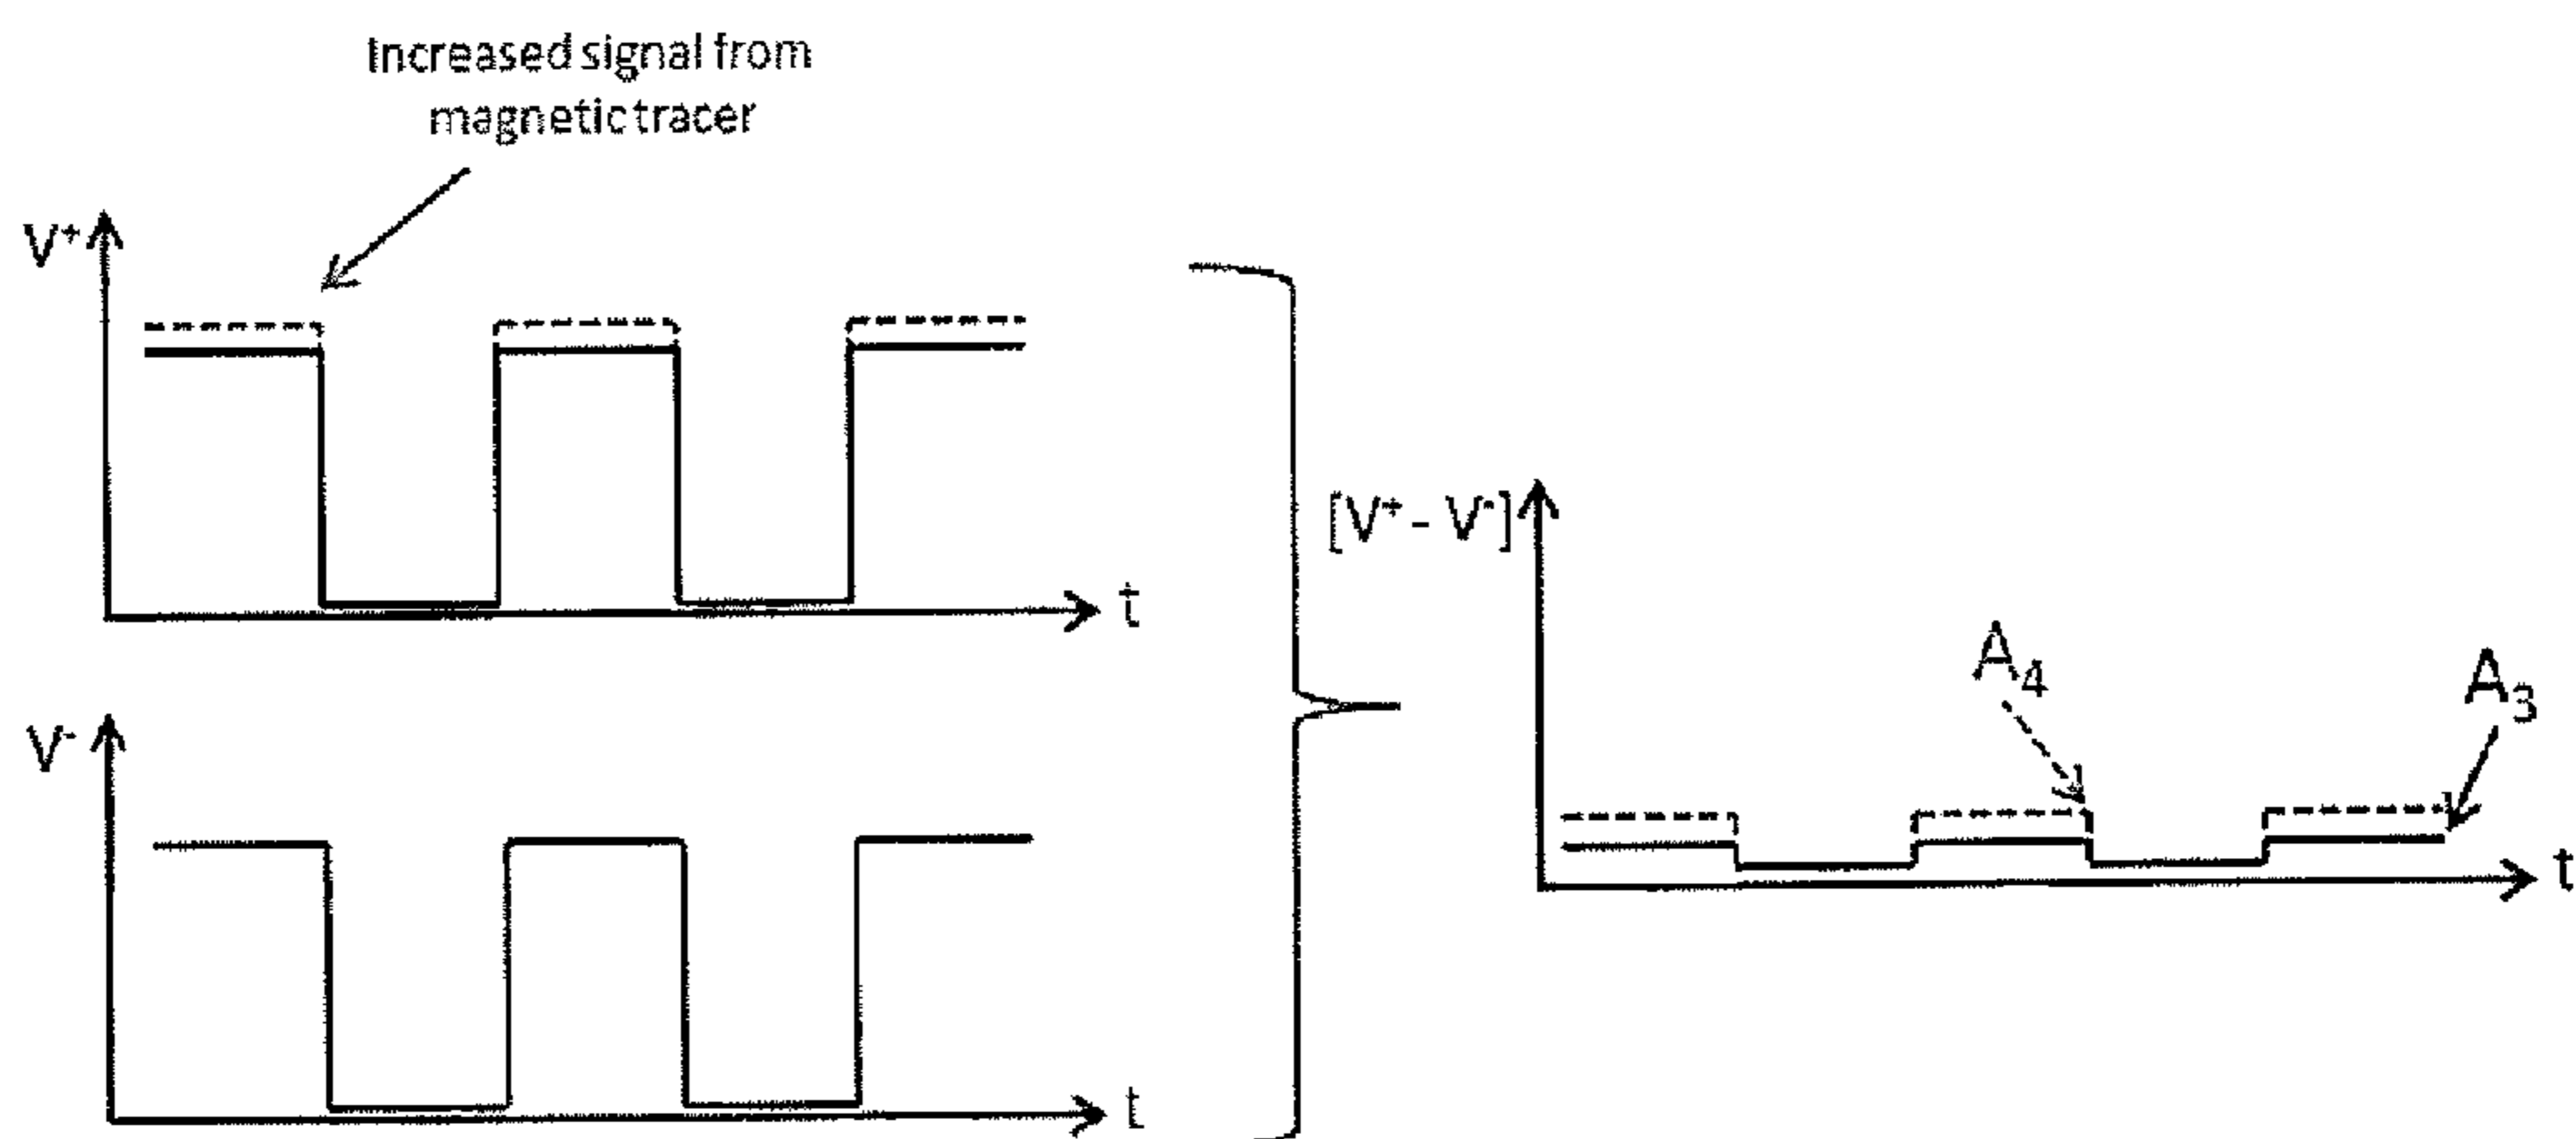 Increased signal from
magnetic tracer
V⁺
t
V⁻
t
[V⁺ - V⁻]
A₄
A₃
t